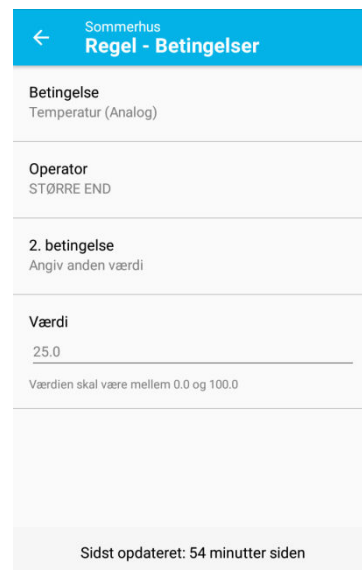 Sommerhus
Regel - Betingelser
Betingelse
Temperatur (Analog)
Operator
STØRRE END
2. betingelse
Angiv anden værdi
Værdi
25.0
Værdien skal være mellem 0.0 og 100.0
Sidst opdateret: 54 minutter siden